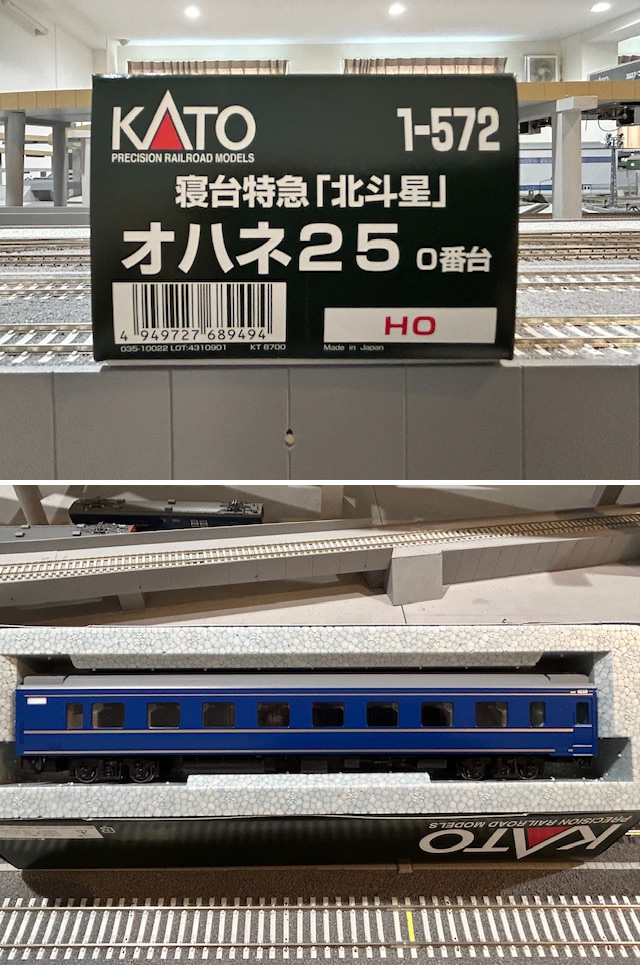 KATO
PRECISION RAILROAD MODELS
1-572
寝台特急「北斗星」
オハネ25 0番台
4 949727 689494
HO
035-10022 LOT:4310901 KT 8700
Made in Japan
KATO
PRECISION RAILROAD MODELS